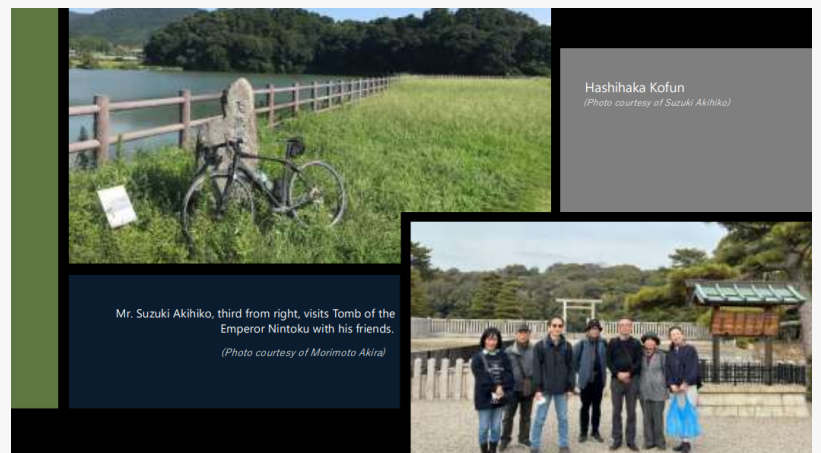 Hashihaka Kofun
(Photo courtesy of Suzuki Akihiko)
Mr. Suzuki Akihiko, third from right, visits Tomb of the
Emperor Nintoku with his friends.
(Photo courtesy of Morimoto Akira)